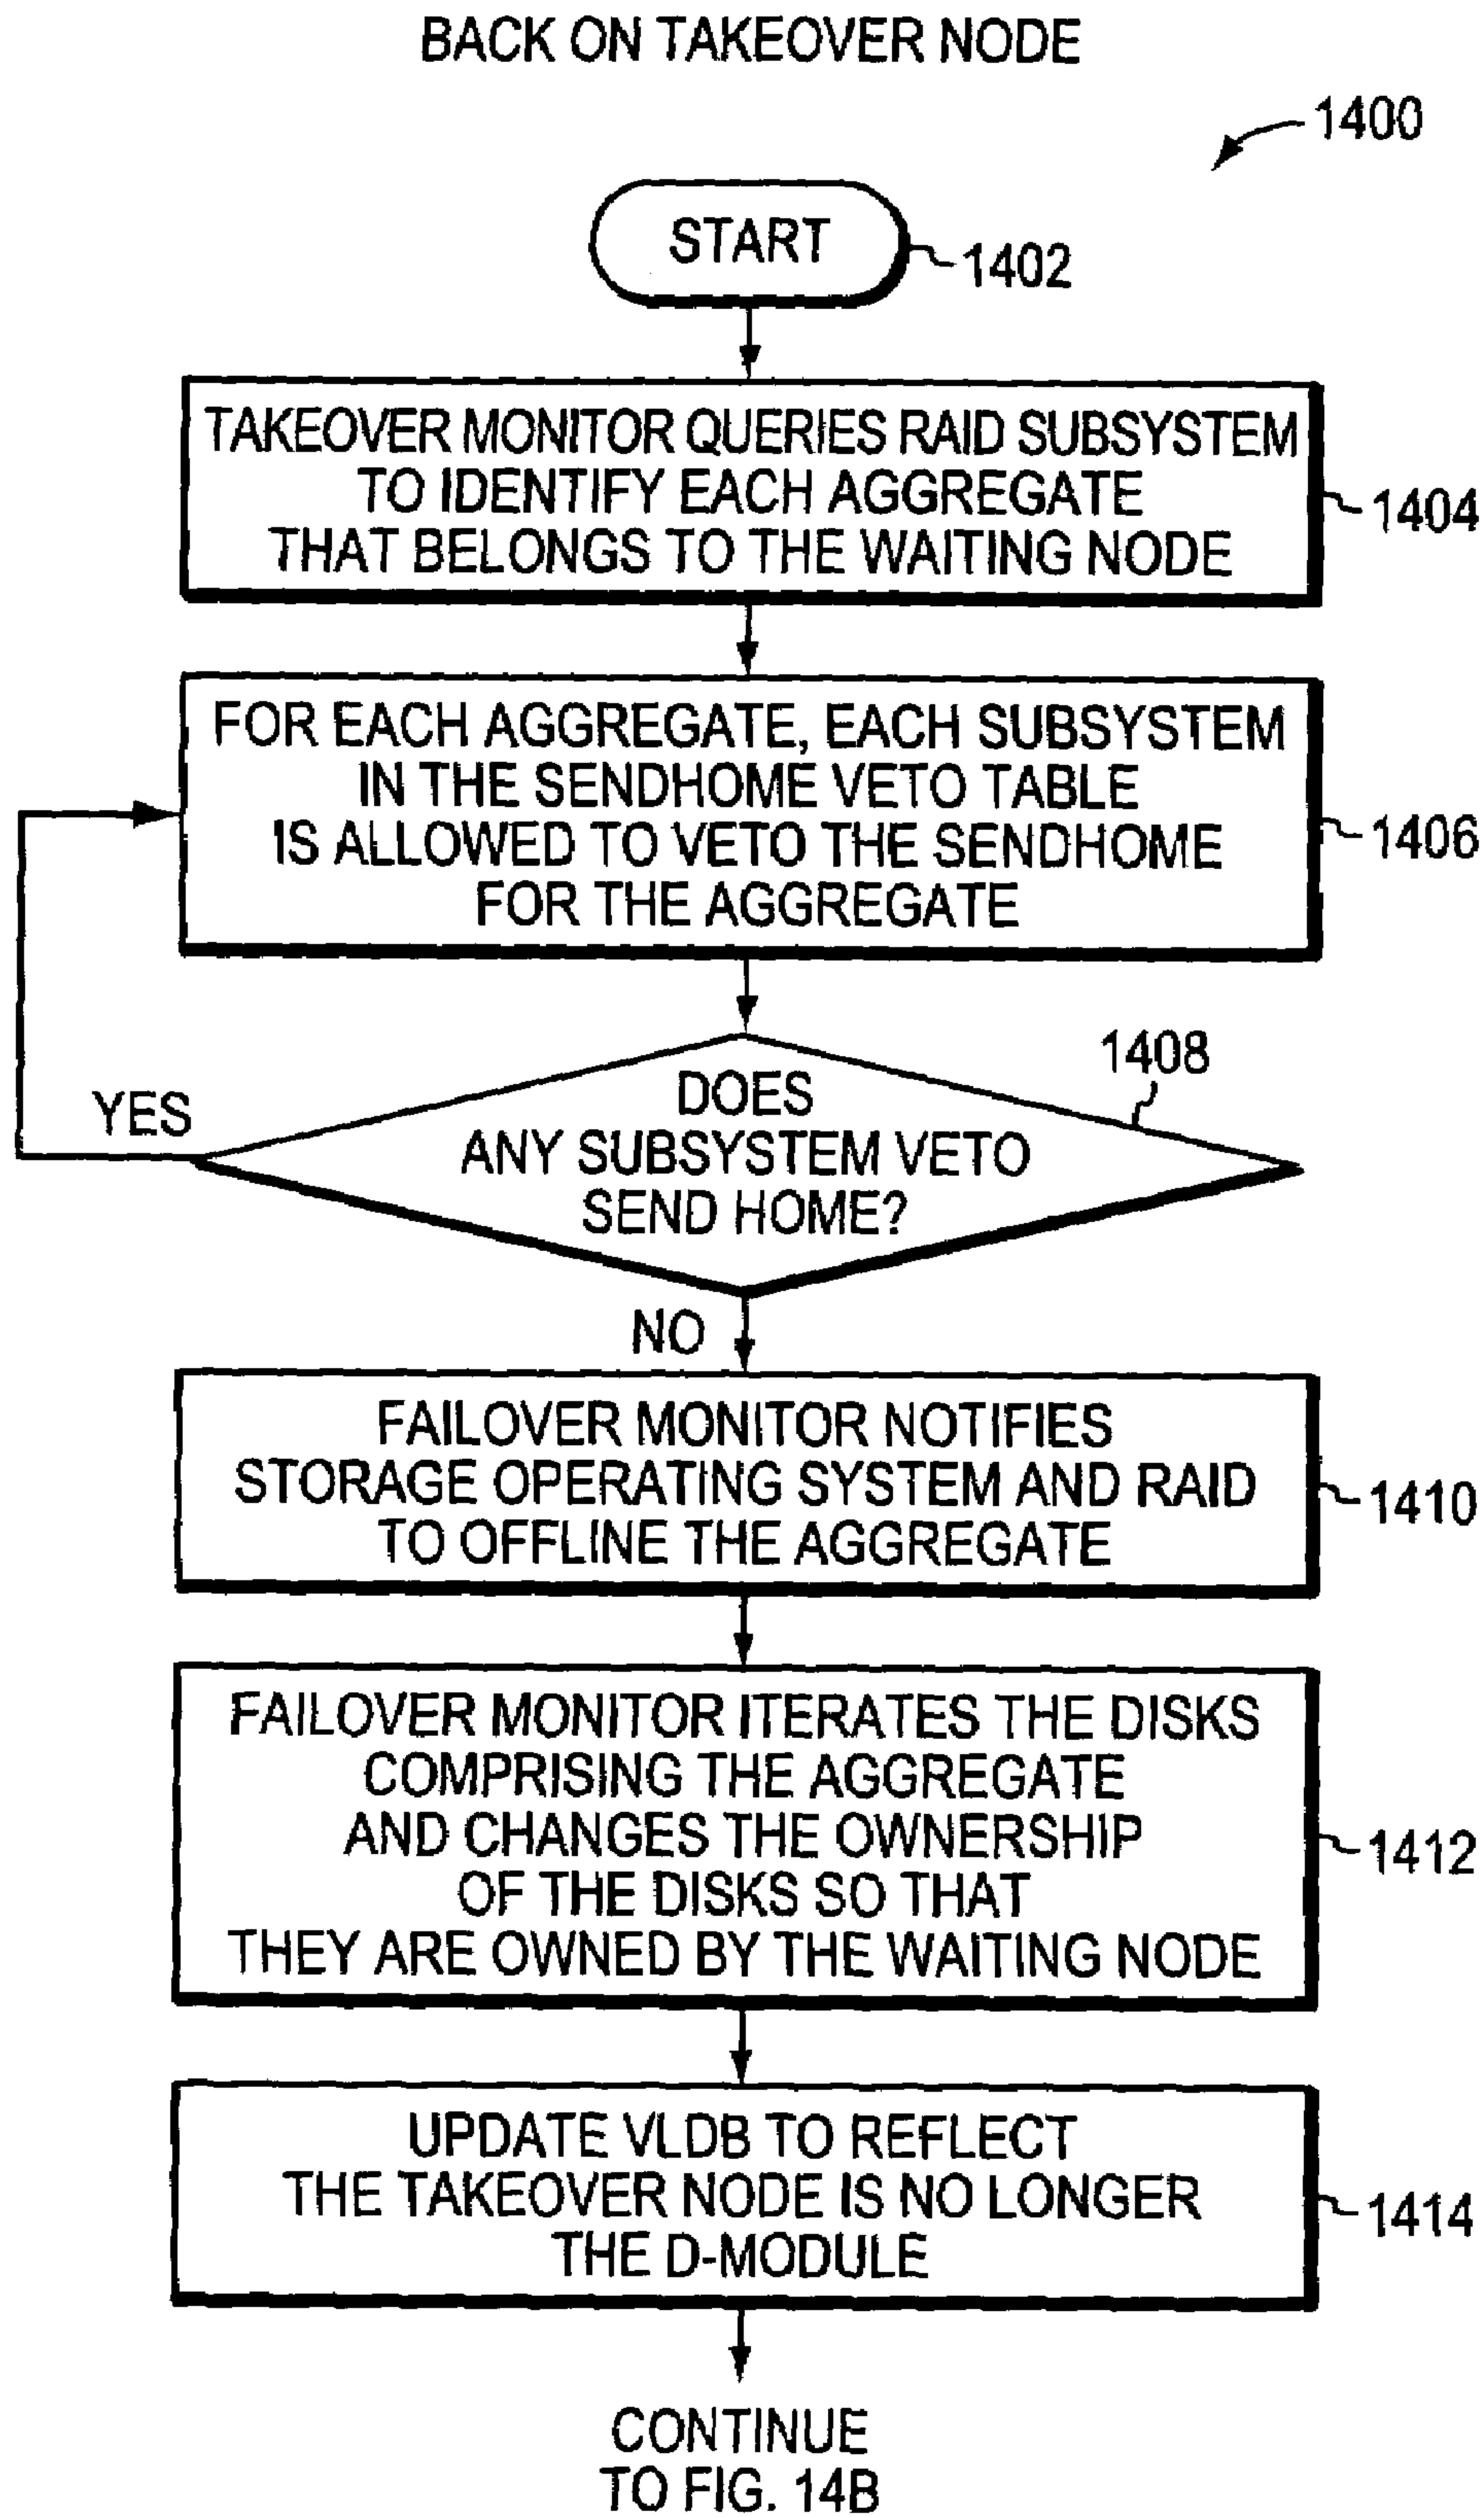 BACK ON TAKEOVER NODE
1400
START
1402
TAKEOVER MONITOR QUERIES RAID SUBSYSTEM
TO IDENTIFY EACH AGGREGATE
THAT BELONGS TO THE WAITING NODE
1404
FOR EACH AGGREGATE, EACH SUBSYSTEM
IN THE SENDHOME VETO TABLE
IS ALLOWED TO VETO THE SENDHOME
FOR THE AGGREGATE
1406
1408
DOES
ANY SUBSYSTEM VETO
SEND HOME?
YES
NO
FAILOVER MONITOR NOTIFIES
STORAGE OPERATING SYSTEM AND RAID
TO OFFLINE THE AGGREGATE
1410
FAILOVER MONITOR ITERATES THE DISKS
COMPRISING THE AGGREGATE
AND CHANGES THE OWNERSHIP
OF THE DISKS SO THAT
THEY ARE OWNED BY THE WAITING NODE
1412
UPDATE VLDB TO REFLECT
THE TAKEOVER NODE IS NO LONGER
THE D-MODULE
1414
CONTINUE
TO FIG. 14B